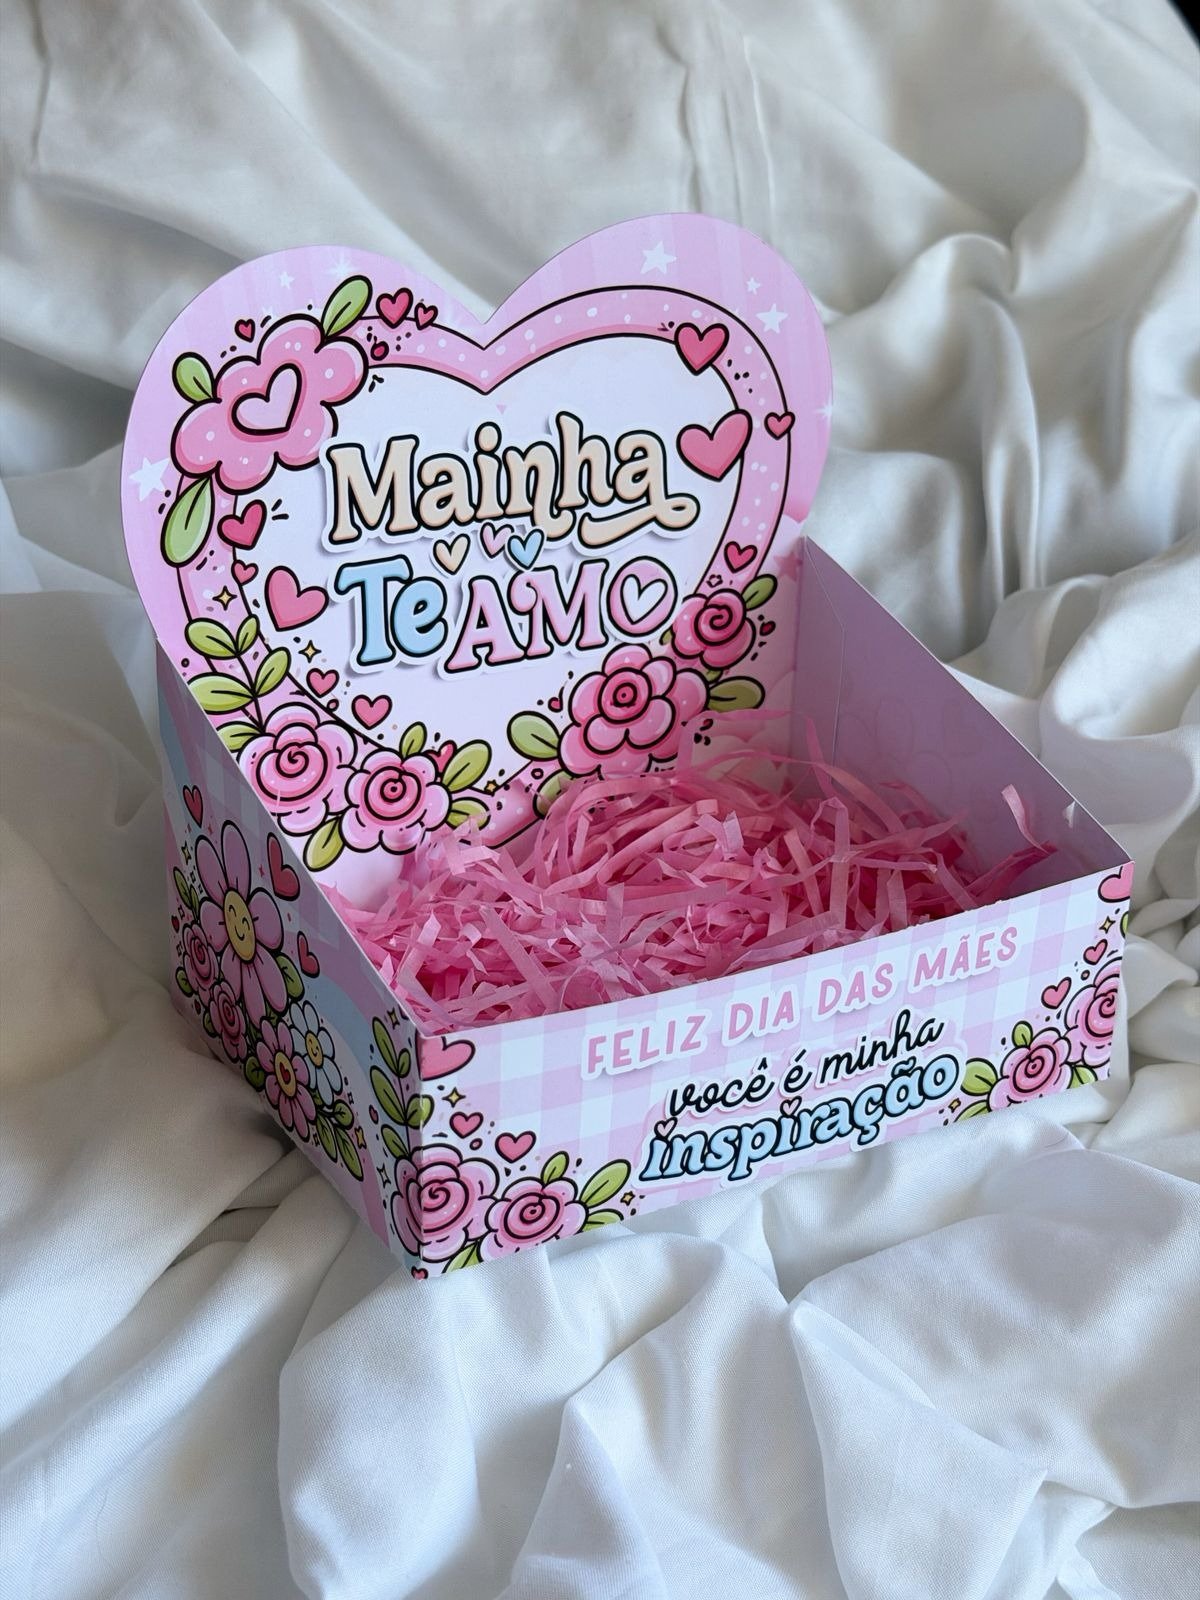 Mainha
Te AMO
FELIZ DIA DAS MÃES
você é minha
inspiração